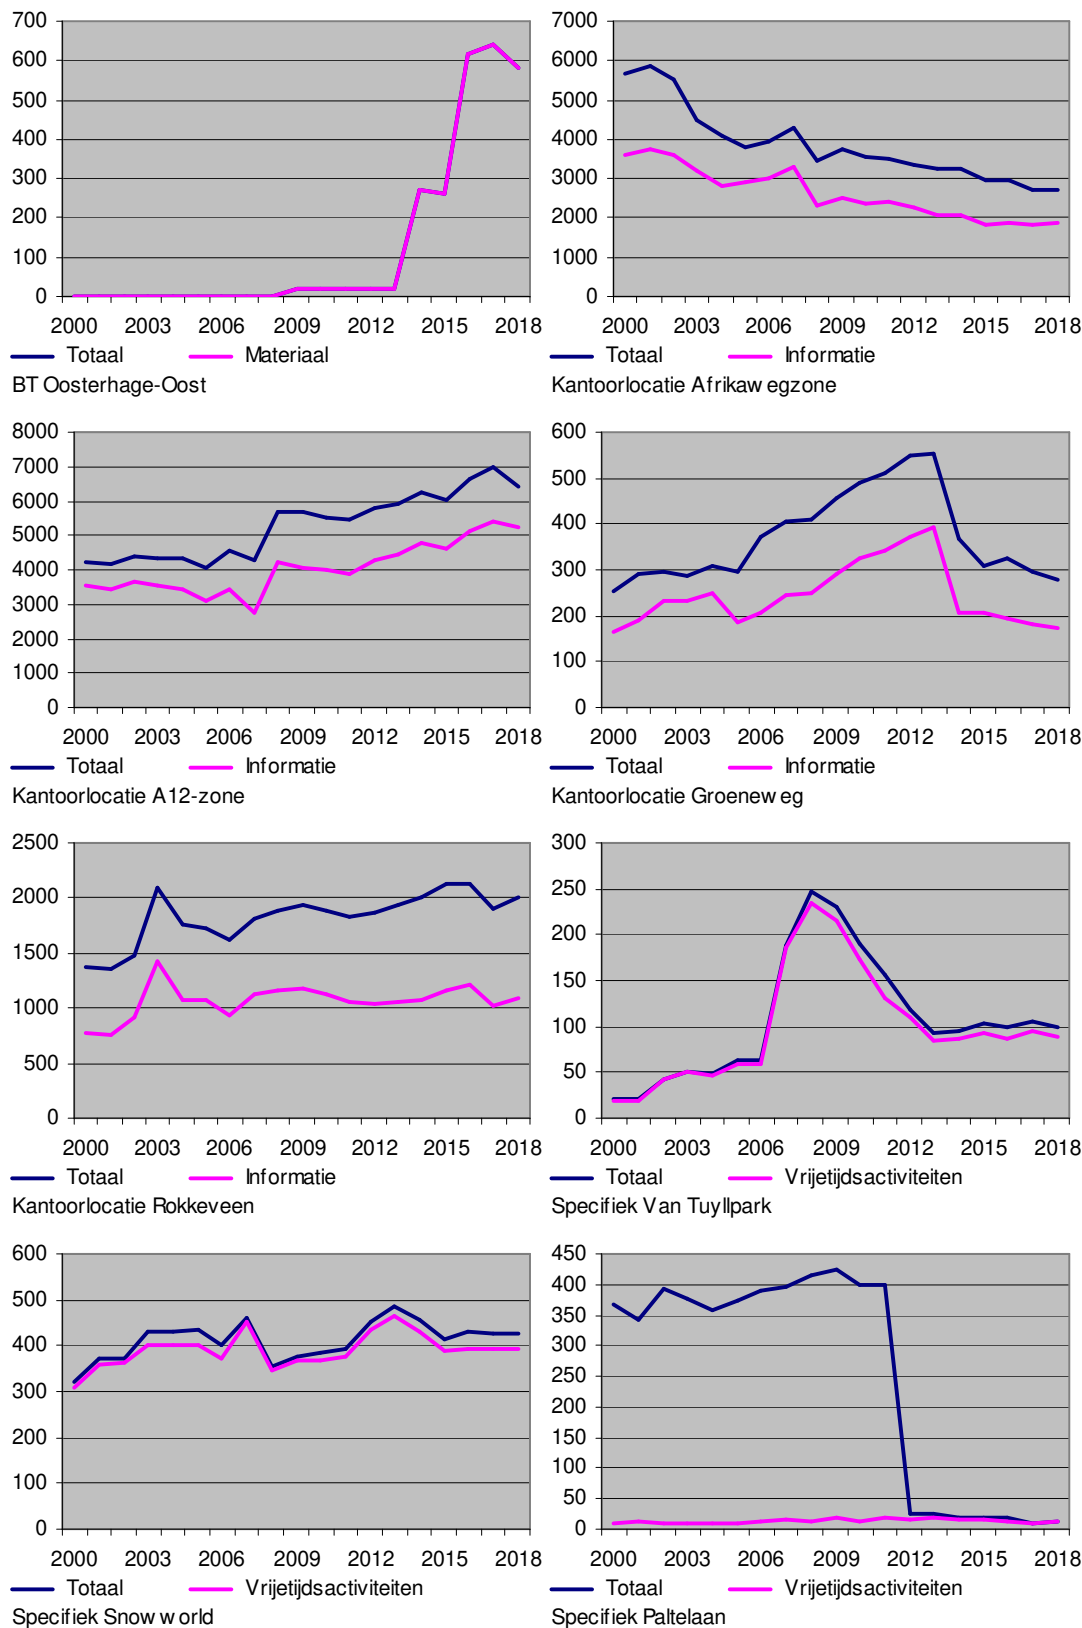 700
600
500
400
300
200
100
0
2000 2003 2006 2009 2012 2015 2018
Totaal Materiaal
BT Oosterhage-Oost
7000
6000
5000
4000
3000
2000
1000
0
2000 2003 2006 2009 2012 2015 2018
Totaal Informatie
Kantoorlocatie Afrikawegzone
8000
7000
6000
5000
4000
3000
2000
1000
0
2000 2003 2006 2009 2012 2015 2018
Totaal Informatie
Kantoorlocatie A12-zone
600
500
400
300
200
100
0
2000 2003 2006 2009 2012 2015 2018
Totaal Informatie
Kantoorlocatie Groeneweg
2500
2000
1500
1000
500
0
2000 2003 2006 2009 2012 2015 2018
Totaal Informatie
Kantoorlocatie Rokkeveen
300
250
200
150
100
50
0
2000 2003 2006 2009 2012 2015 2018
Totaal Vrijetijdsactiviteiten
Specifiek Van Tuyllpark
600
500
400
300
200
100
0
2000 2003 2006 2009 2012 2015 2018
Totaal Vrijetijdsactiviteiten
Specifiek Snowworld
450
400
350
300
250
200
150
100
50
0
2000 2003 2006 2009 2012 2015 2018
Totaal Vrijetijdsactiviteiten
Specifiek Paltelaan